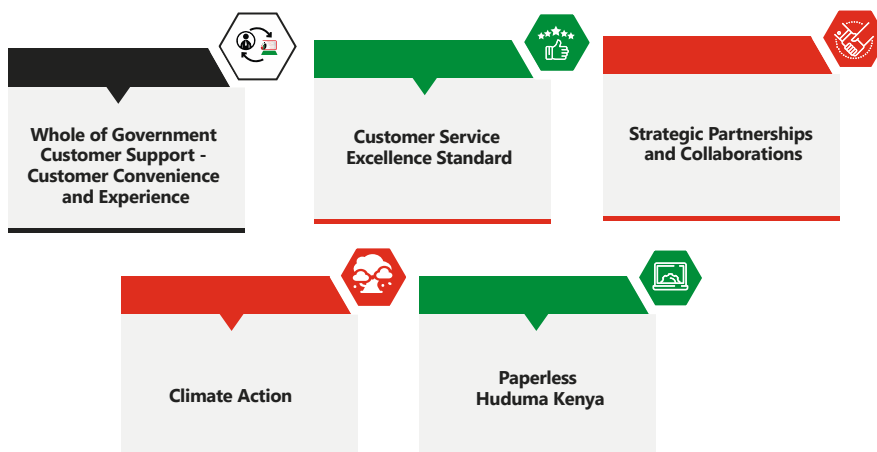 Whole of Government
Customer Support -
Customer Convenience
and Experience
Customer Service
Excellence Standard
Strategic Partnerships
and Collaborations
Climate Action
Paperless
Huduma Kenya